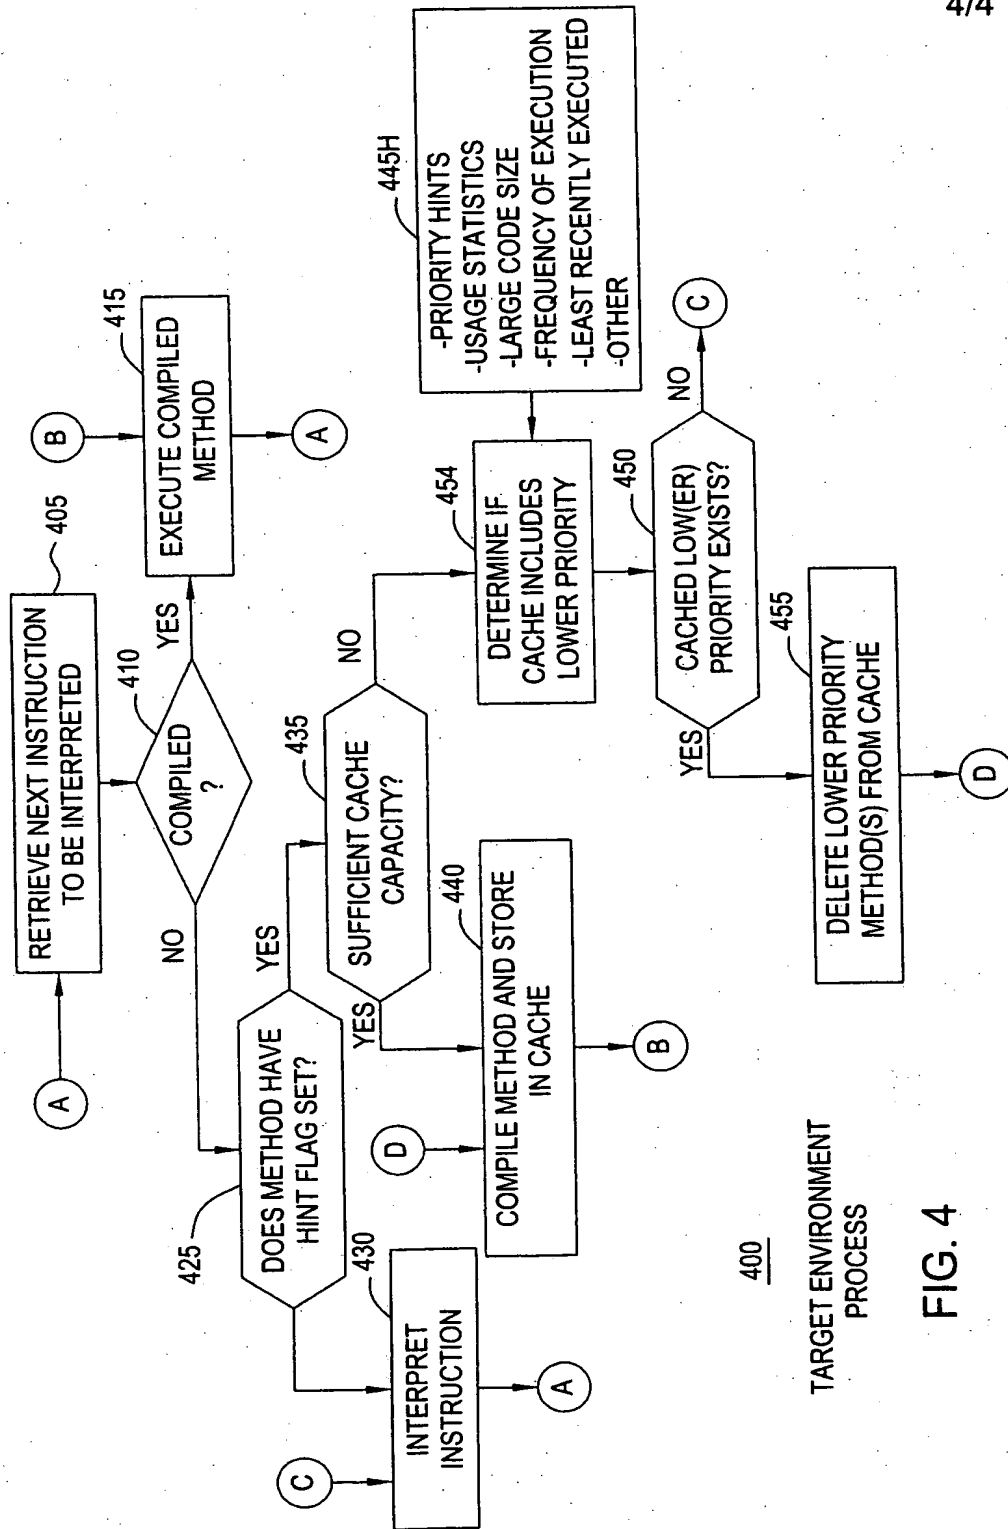 4/4
A
RETRIEVE NEXT INSTRUCTION
TO BE INTERPRETED
405
410
COMPILED
?
YES
NO
B
415
EXECUTE COMPILED
METHOD
A
425
DOES METHOD HAVE
HINT FLAG SET?
YES
C
430
INTERPRET
INSTRUCTION
A
435
SUFFICIENT CACHE
CAPACITY?
YES
NO
D
440
COMPILE METHOD AND STORE
IN CACHE
B
445H
-PRIORITY HINTS
-USAGE STATISTICS
-LARGE CODE SIZE
-FREQUENCY OF EXECUTION
-LEAST RECENTLY EXECUTED
-OTHER
454
DETERMINE IF
CACHE INCLUDES
LOWER PRIORITY
450
CACHED LOW(ER)
PRIORITY EXISTS?
NO
C
YES
455
DELETE LOWER PRIORITY
METHOD(S) FROM CACHE
D
400
TARGET ENVIRONMENT
PROCESS
FIG. 4